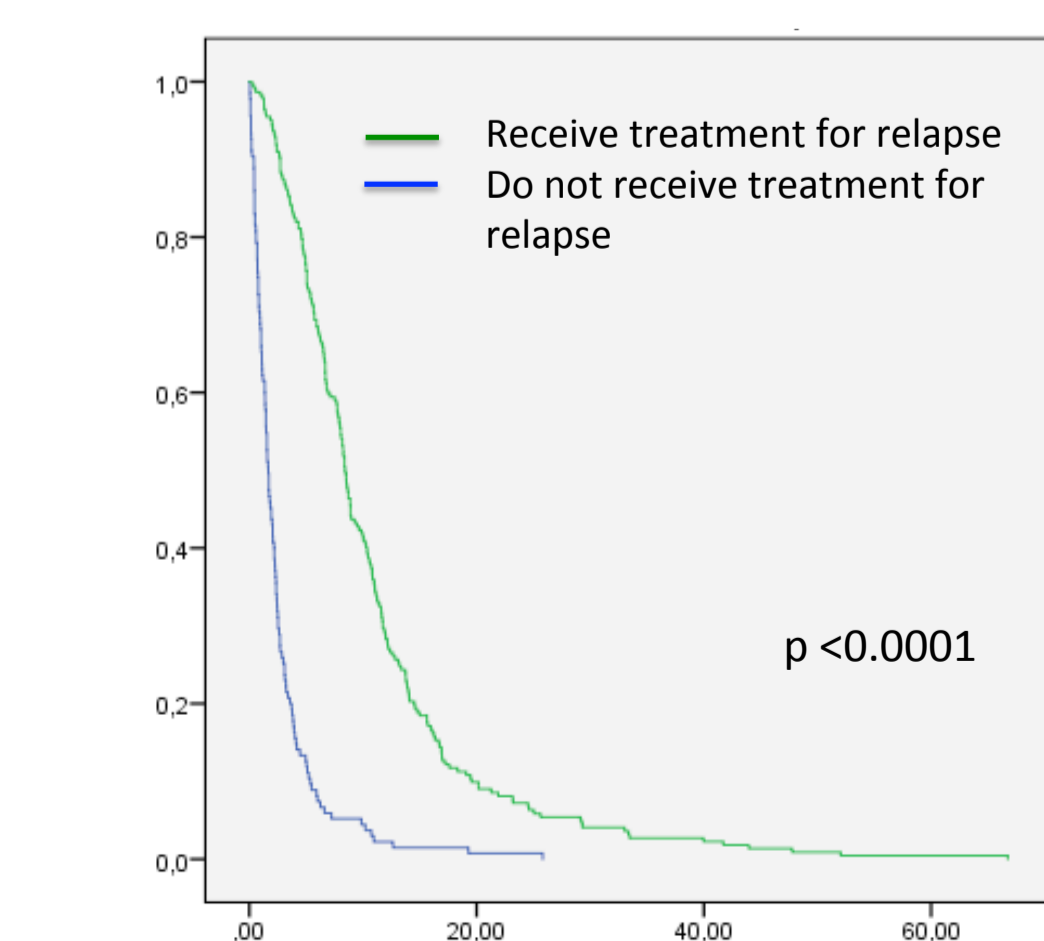 1,0
Receive treatment for relapse
Do not receive treatment for
relapse
0,8
0,6
0,4
p <0.0001
0,2
0,0
,00 20,00 40,00 60,00